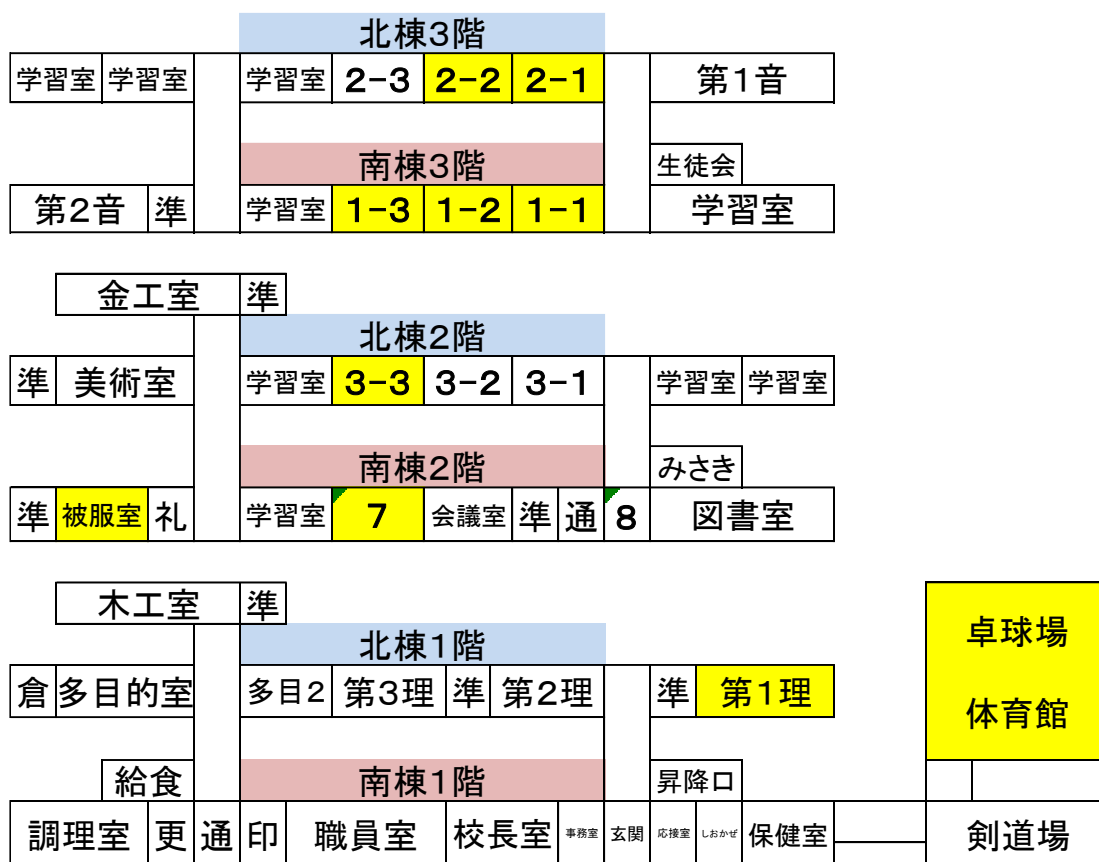 北棟3階
学習室 学習室 学習室 2-3 2-2 2-1 第1音
南棟3階 生徒会
第2音 準 学習室 1-3 1-2 1-1 学習室
金工室 準
北棟2階
準 美術室 学習室 3-3 3-2 3-1 学習室 学習室
南棟2階 みさき
準 被服室 礼 学習室 7 会議室 準 通 8 図書室
木工室 準
卓球場
北棟1階
倉 多目的室 多目2 第3理 準 第2理 準 第1理
体育館
給食 南棟1階 昇降口
調理室 更 通 印 職員室 校長室 事務室 玄関 応接室 しおかぜ 保健室 剣道場